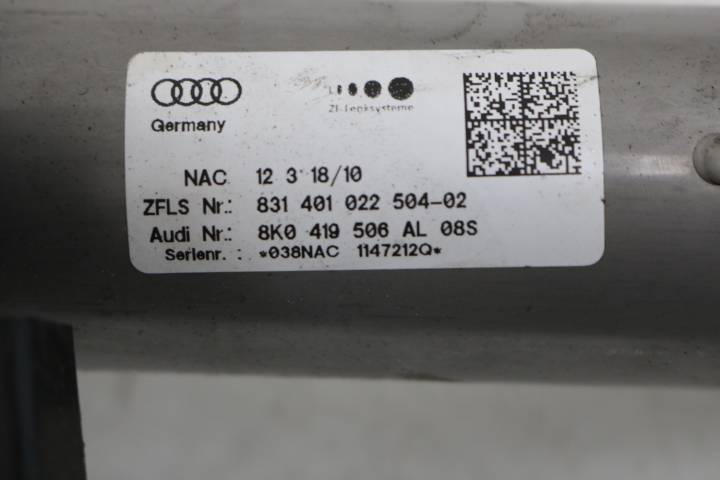 Germany
ZF-Lenksysteme
NAC 12 3 18/10
ZFLS Nr.: 831 401 022 504-02
Audi Nr.: 8K0 419 506 AL 08S
Serienr. : *038NAC 1147212Q*